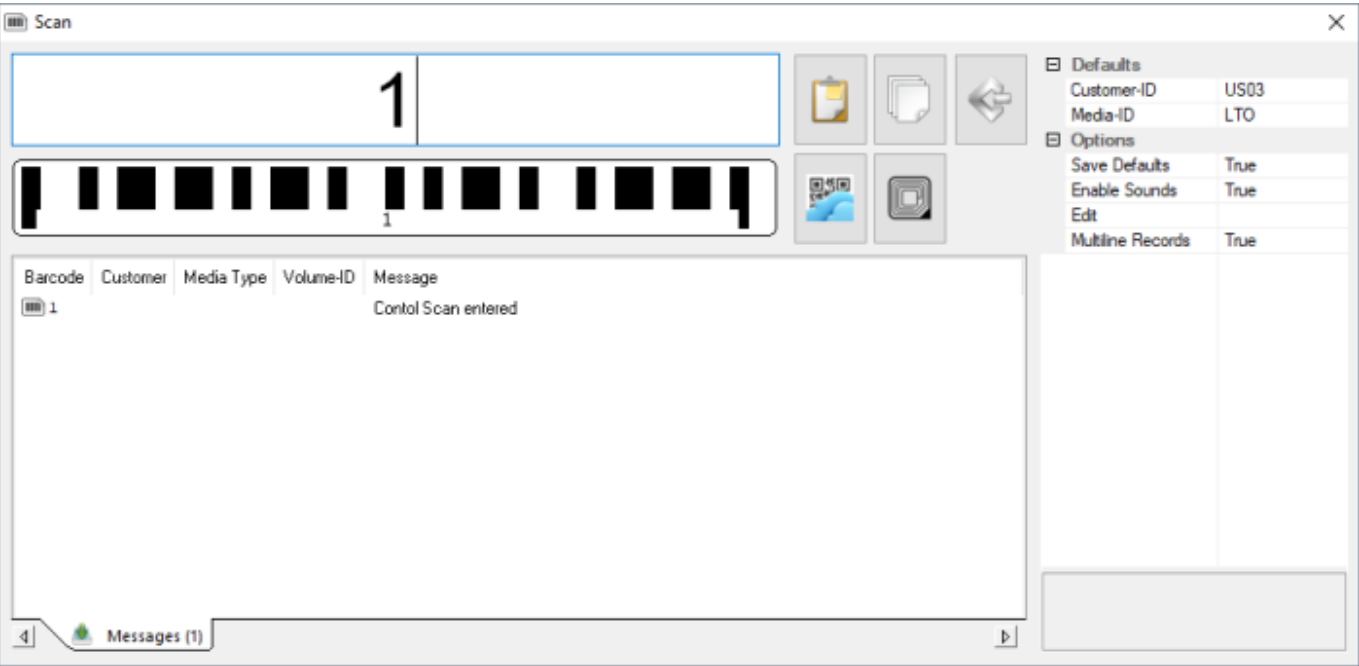 Scan
1
1
Defaults
Customer-ID US03
Media-ID LTO
Options
Save Defaults True
Enable Sounds True
Edit
Multiline Records True
Barcode Customer Media Type Volume-ID Message
1 Contol Scan entered
Messages (1)